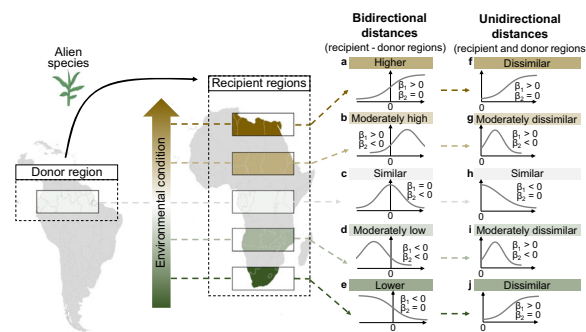 Alien
species
Donor region
Environmental condition
Recipient regions
Bidirectional
distances
(recipient - donor regions)
Unidirectional
distances
(recipient and donor regions)
a Higher
β1 > 0
β2 = 0
0
f Dissimilar
β1 > 0
β2 = 0
0
b Moderately high
β1 > 0
β2 < 0
0
g Moderately dissimilar
β1 > 0
β2 < 0
0
c Similar
β1 = 0
β2 < 0
0
h Similar
β1 < 0
β2 = 0
0
d Moderately low
β1 < 0
β2 < 0
0
i Moderately dissimilar
β1 > 0
β2 < 0
0
e Lower
β1 < 0
β2 = 0
0
j Dissimilar
β1 > 0
β2 = 0
0